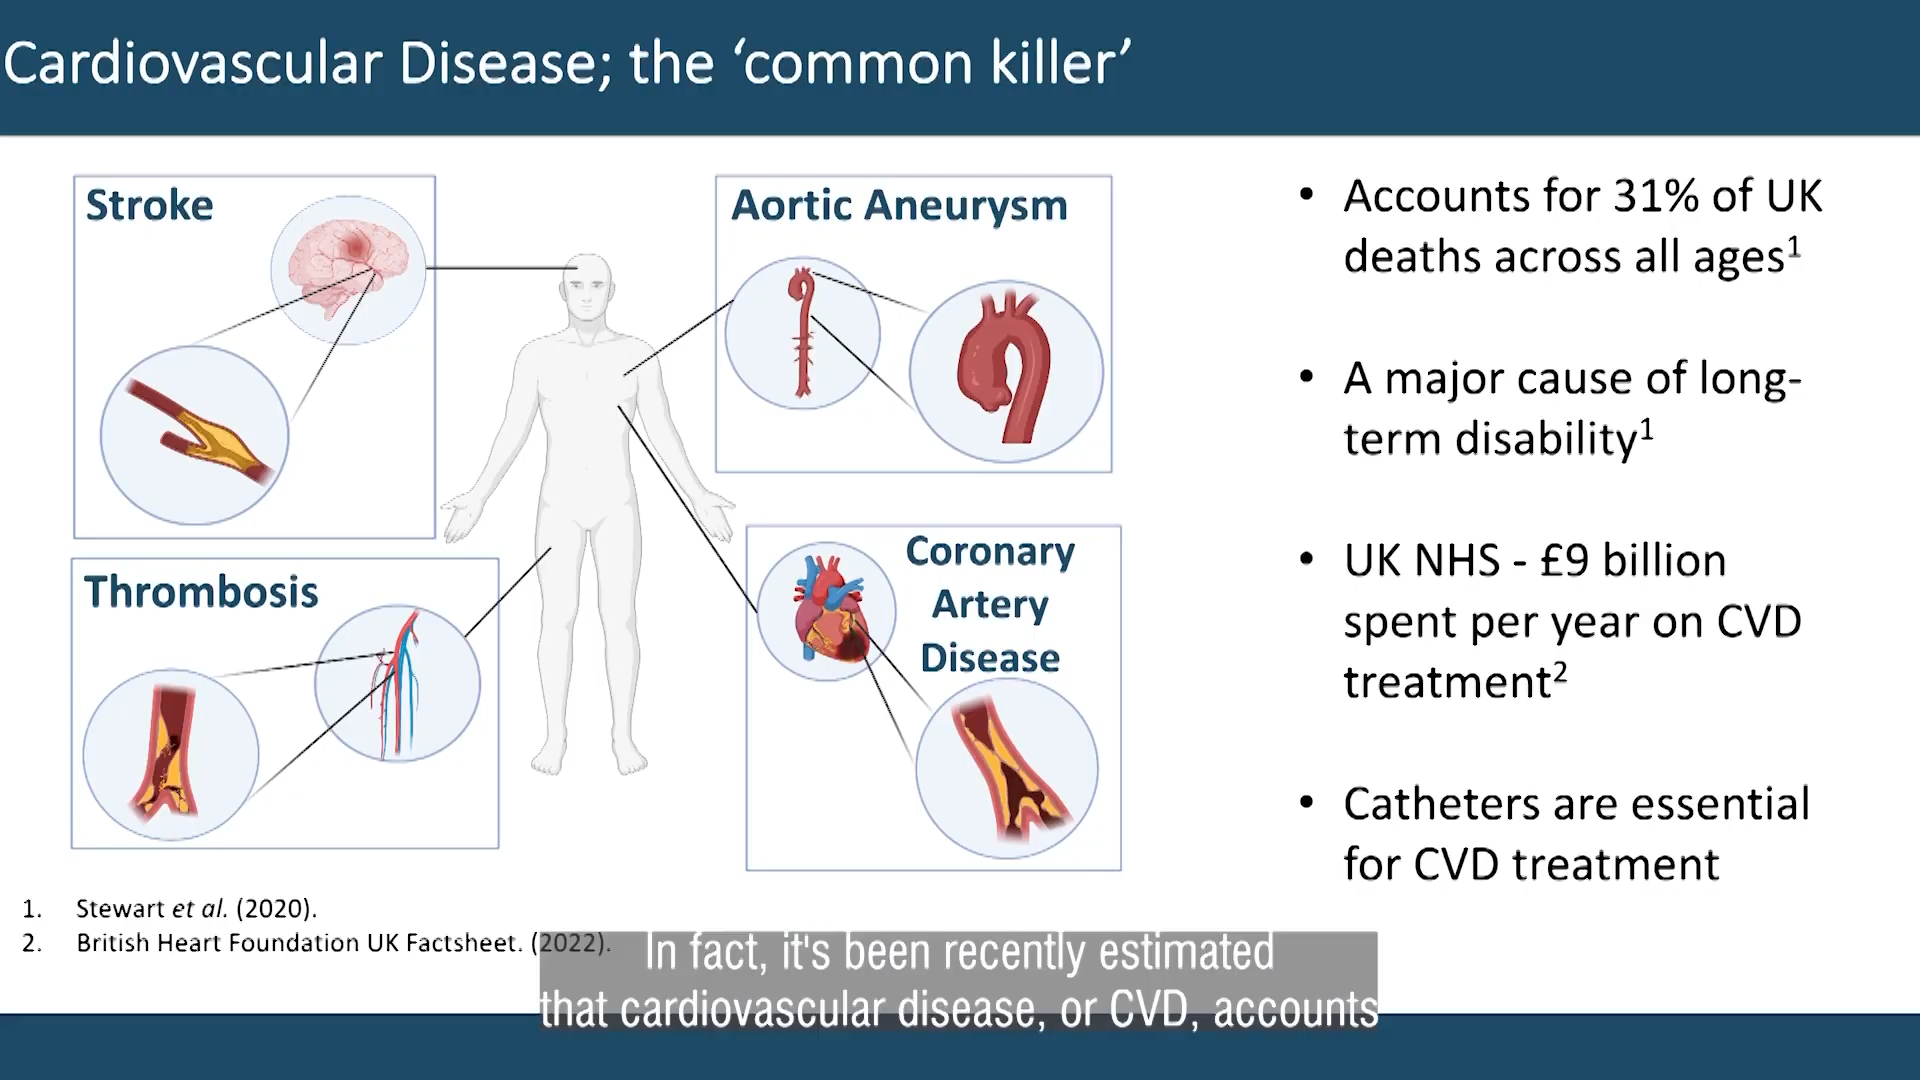 Cardiovascular Disease; the ‘common killer’
Stroke
Aortic Aneurysm
Thrombosis
Coronary
Artery
Disease
• Accounts for 31% of UK
deaths across all ages¹
• A major cause of long-
term disability¹
• UK NHS - £9 billion
spent per year on CVD
treatment²
• Catheters are essential
for CVD treatment
1. Stewart et al. (2020).
2. British Heart Foundation UK Factsheet. (2022).
In fact, it's been recently estimated
that cardiovascular disease, or CVD, accounts